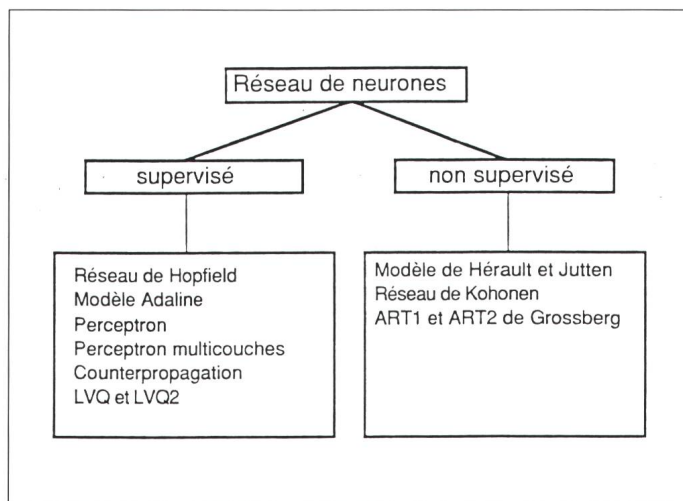 Réseau de neurones
supervisé
non supervisé
Réseau de Hopfield
Modèle Adaline
Perceptron
Perceptron multicouches
Counterpropagation
LVQ et LVQ2
Modèle de Hérault et Jutten
Réseau de Kohonen
ART1 et ART2 de Grossberg